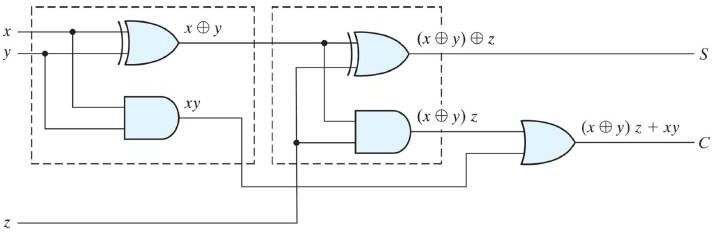 x
y
x ⊕ y
xy
(x ⊕ y) ⊕ z
S
(x ⊕ y) z
(x ⊕ y) z + xy
C
z